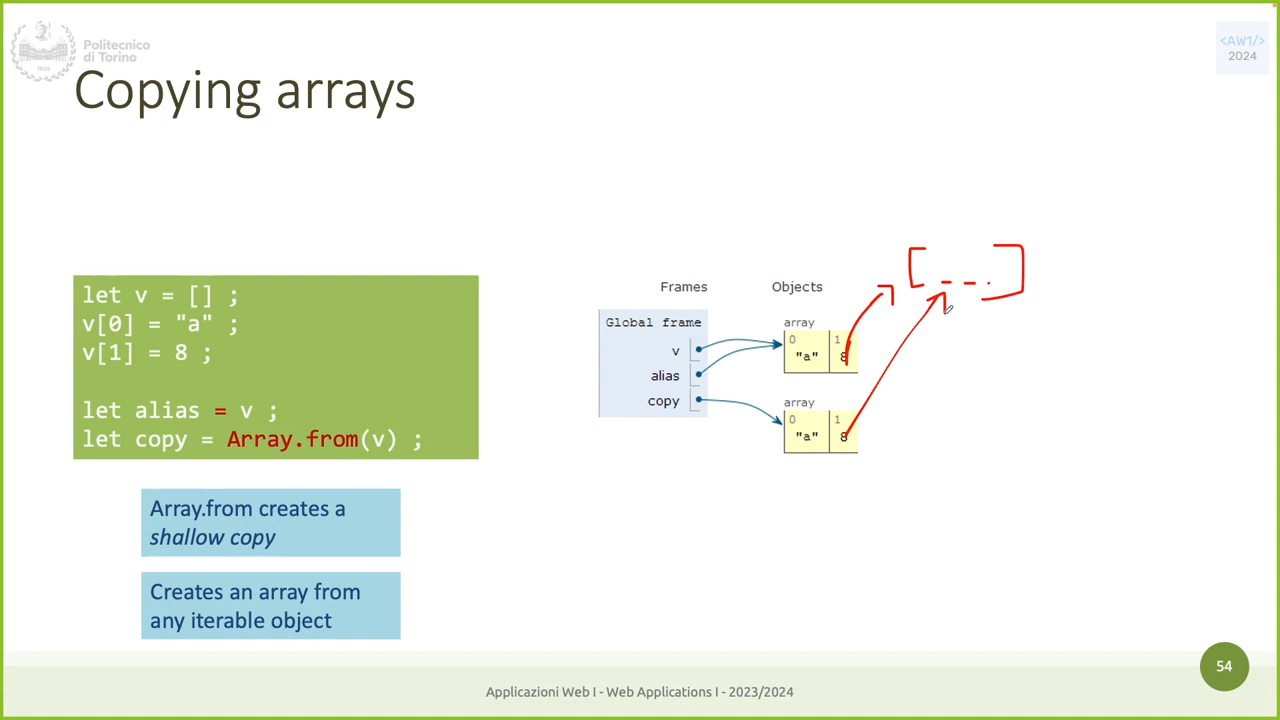 Politecnico
di Torino
1859
<AW1/>
2024
Copying arrays
let v = [] ;
v[0] = "a" ;
v[1] = 8 ;
let alias = v ;
let copy = Array.from(v) ;
Array.from creates a
shallow copy
Creates an array from
any iterable object
Frames
Objects
Global frame
v
alias
copy
array
0 1
"a" 8
array
0 1
"a" 8
[ _ _ . ]
54
Applicazioni Web I - Web Applications I - 2023/2024